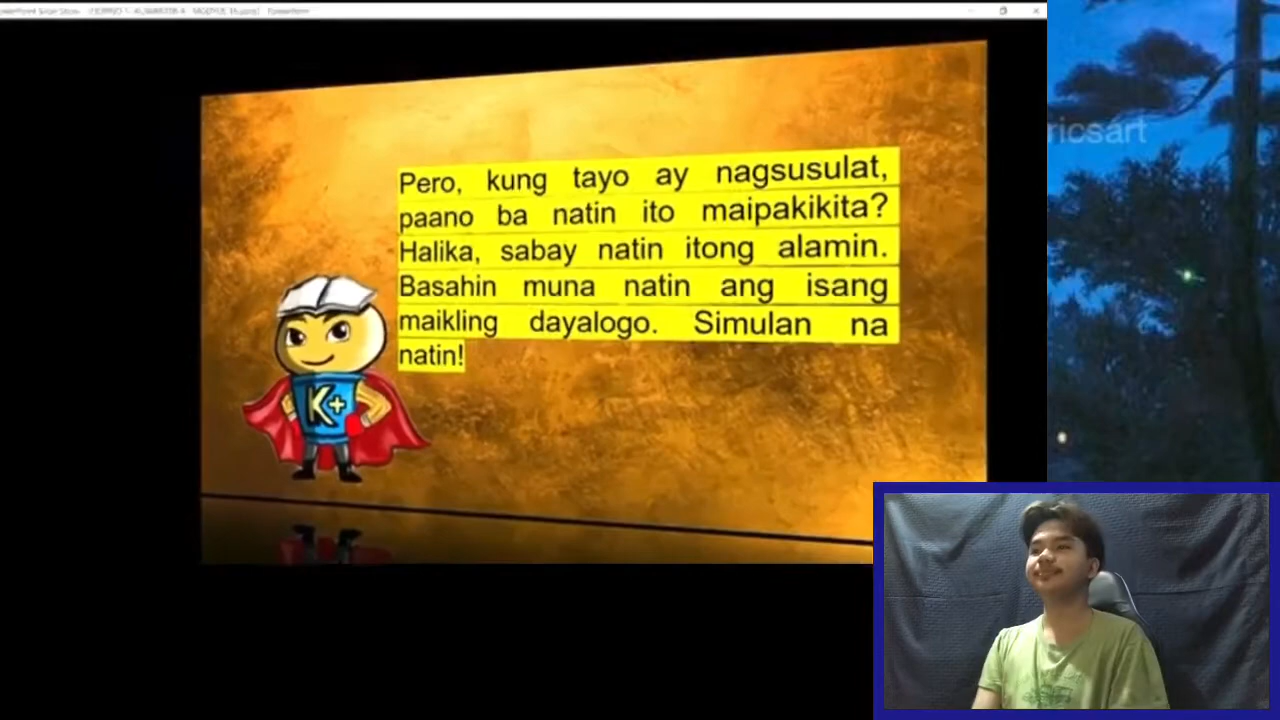 Pero, kung tayo ay nagsusulat,
paano ba natin ito maipakikita?
Halika, sabay natin itong alamin.
Basahin muna natin ang isang
maikling dayalogo. Simulan na
natin!
K+
ricsart